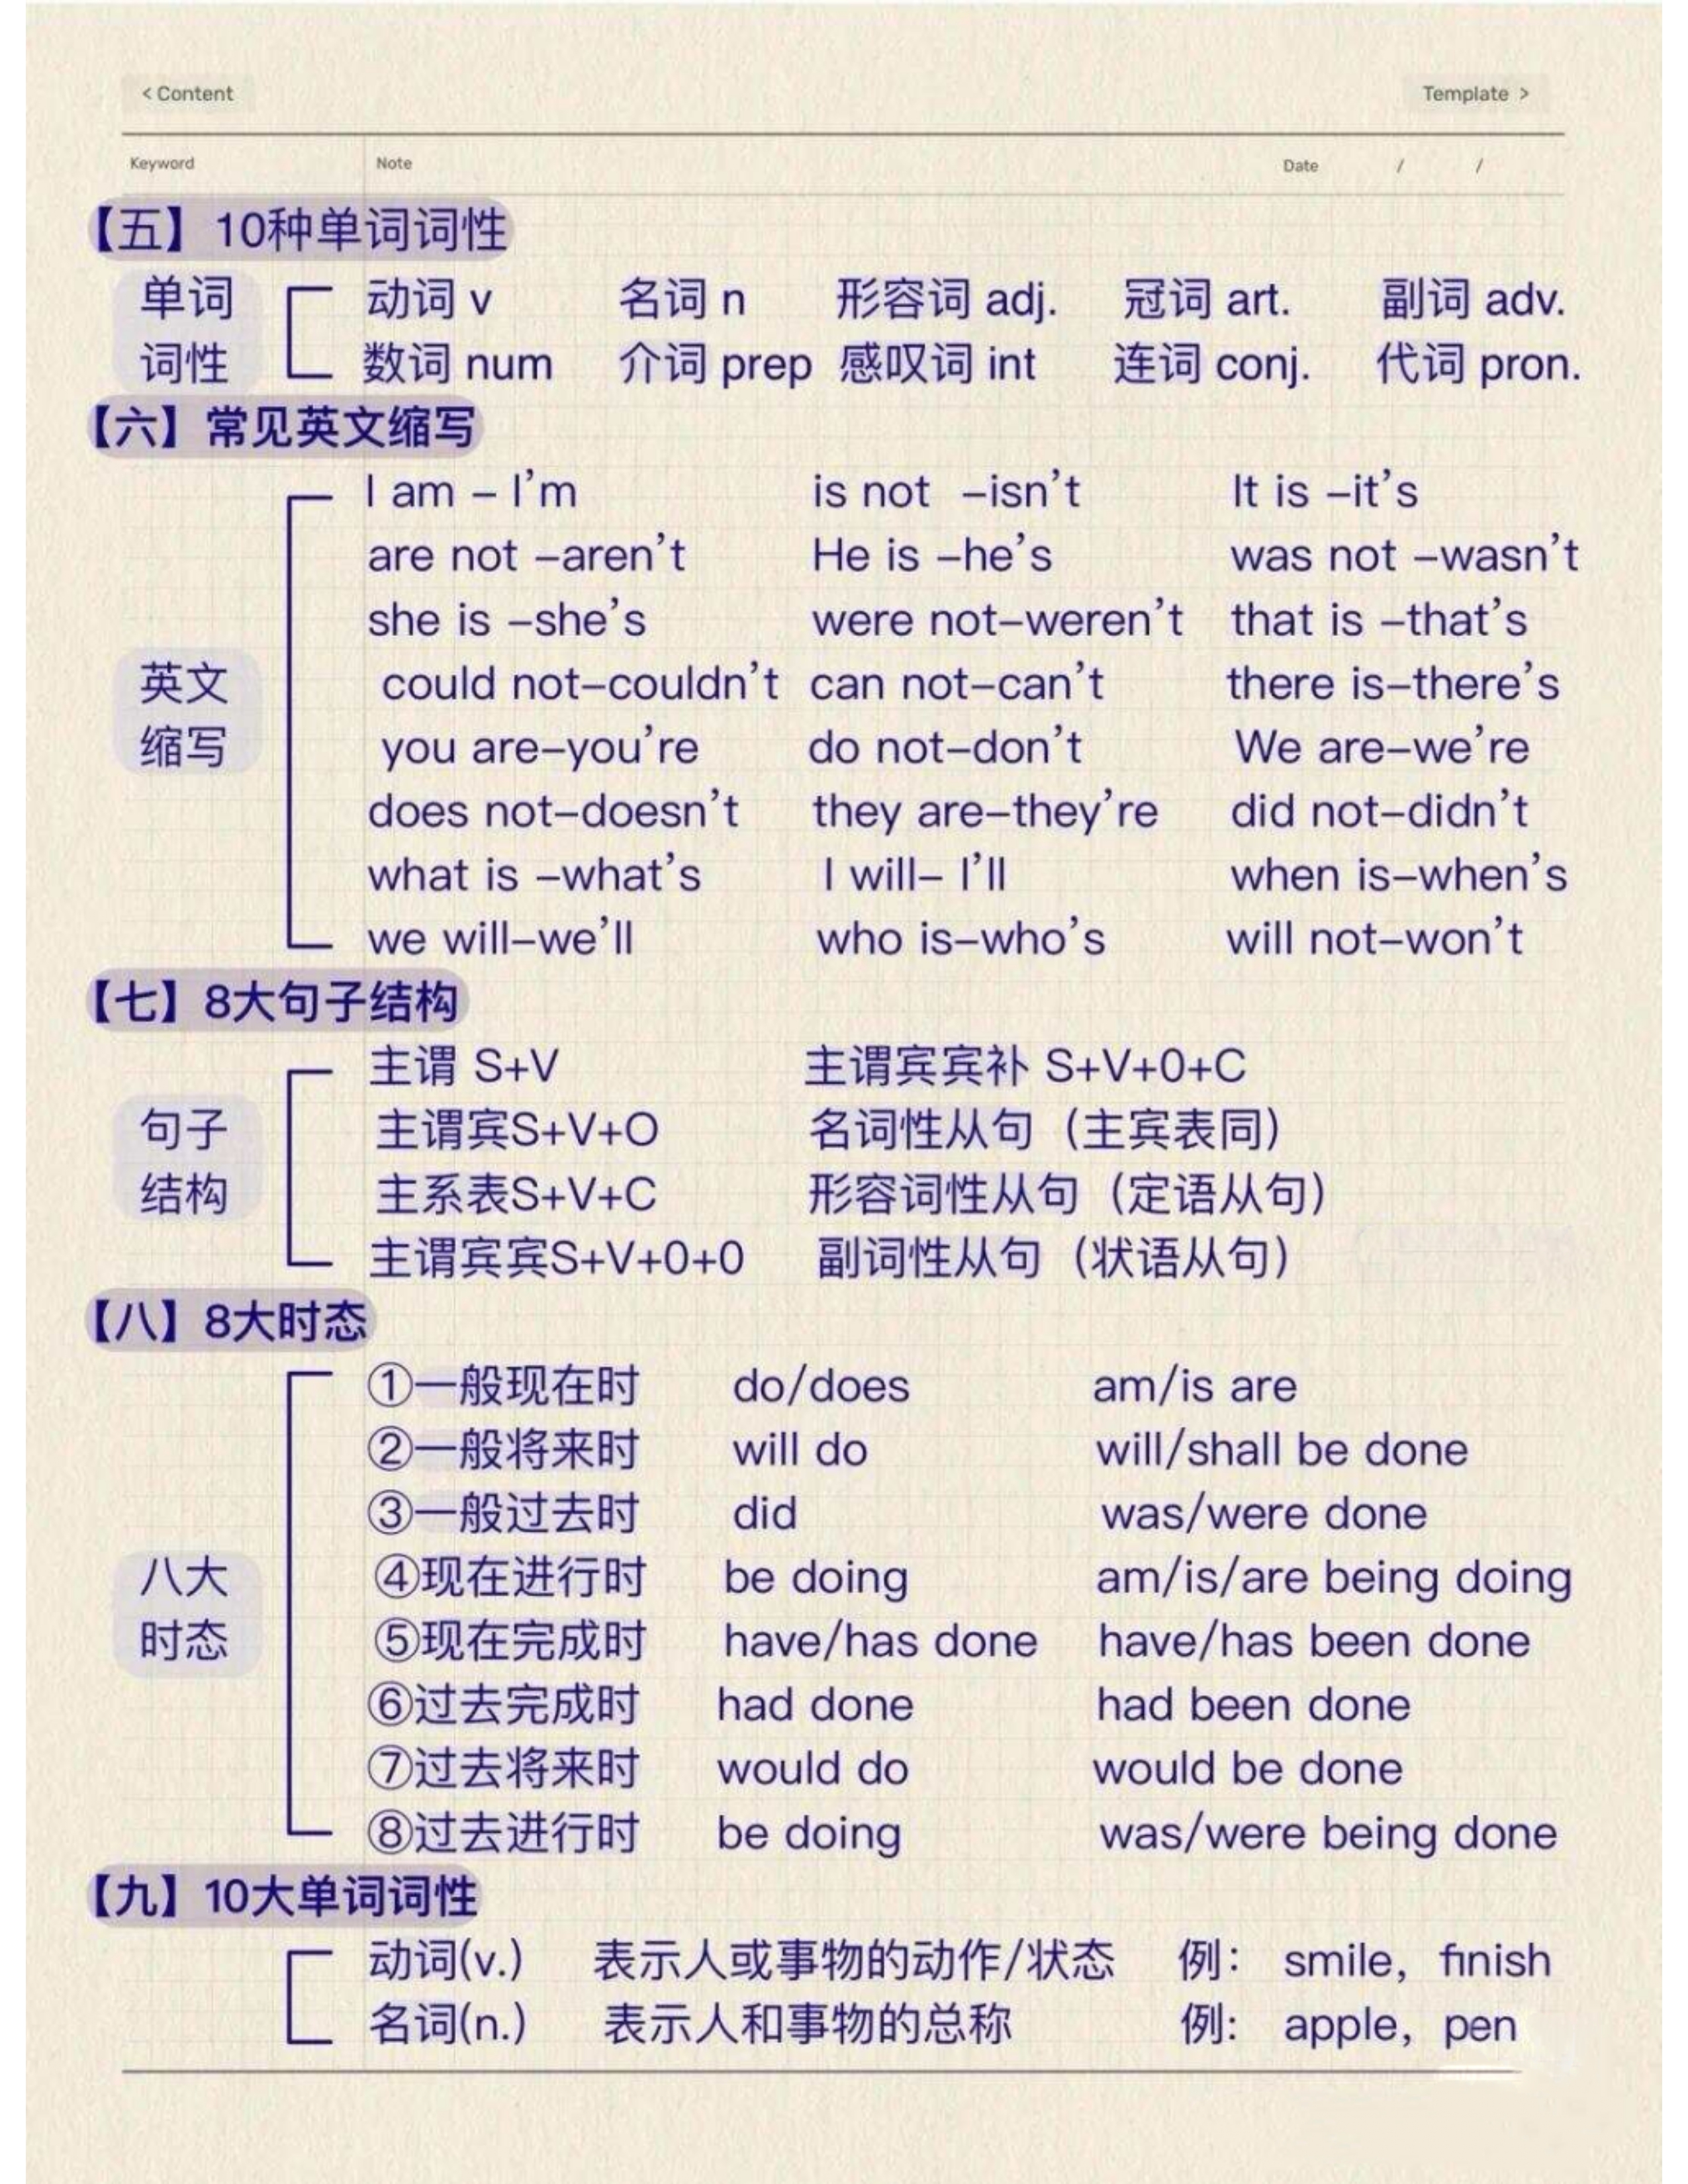 < Content Template >
Keyword Note Date / /
【五】10种单词词性
单词 动词 v 名词 n 形容词 adj. 冠词 art. 副词 adv.
词性 数词 num 介词 prep 感叹词 int 连词 conj. 代词 pron.
【六】常见英文缩写
I am – I’m is not –isn’t It is –it’s
are not –aren’t He is –he’s was not –wasn’t
she is –she’s were not–weren’t that is –that’s
英文 could not–couldn’t can not–can’t there is–there’s
缩写 you are–you’re do not–don’t We are–we’re
does not–doesn’t they are–they’re did not–didn’t
what is –what’s I will– I’ll when is–when’s
we will–we’ll who is–who’s will not–won’t
【七】8大句子结构
主谓 S+V 主谓宾宾补 S+V+0+C
句子 主谓宾S+V+O 名词性从句（主宾表同）
结构 主系表S+V+C 形容词性从句（定语从句）
主谓宾宾S+V+0+0 副词性从句（状语从句）
【八】8大时态
①一般现在时 do/does am/is are
②一般将来时 will do will/shall be done
③一般过去时 did was/were done
八大 ④现在进行时 be doing am/is/are being doing
时态 ⑤现在完成时 have/has done have/has been done
⑥过去完成时 had done had been done
⑦过去将来时 would do would be done
⑧过去进行时 be doing was/were being done
【九】10大单词词性
动词(v.) 表示人或事物的动作/状态 例： smile，finish
名词(n.) 表示人和事物的总称 例： apple，pen